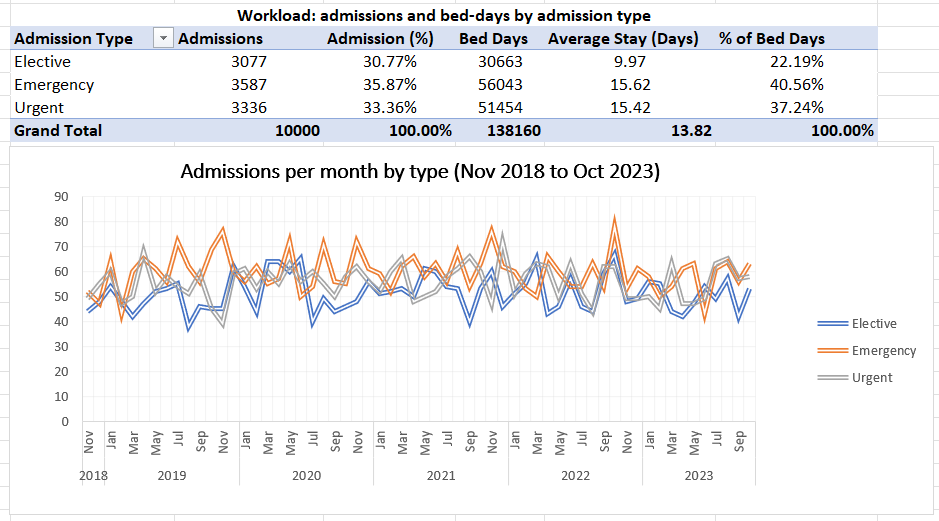 Workload: admissions and bed-days by admission type
Admission Type Admissions Admission (%) Bed Days Average Stay (Days) % of Bed Days
Elective 3077 30.77% 30663 9.97 22.19%
Emergency 3587 35.87% 56043 15.62 40.56%
Urgent 3336 33.36% 51454 15.42 37.24%
Grand Total 10000 100.00% 138160 13.82 100.00%
Admissions per month by type (Nov 2018 to Oct 2023)
90
80
70
60
50
40
30
20
10
0
Elective
Emergency
Urgent
Nov Jan Mar May Jul Sep Nov Jan Mar May Jul Sep Nov Jan Mar May Jul Sep Nov Jan Mar May Jul Sep Nov Jan Mar May Jul Sep
2018 2019 2020 2021 2022 2023